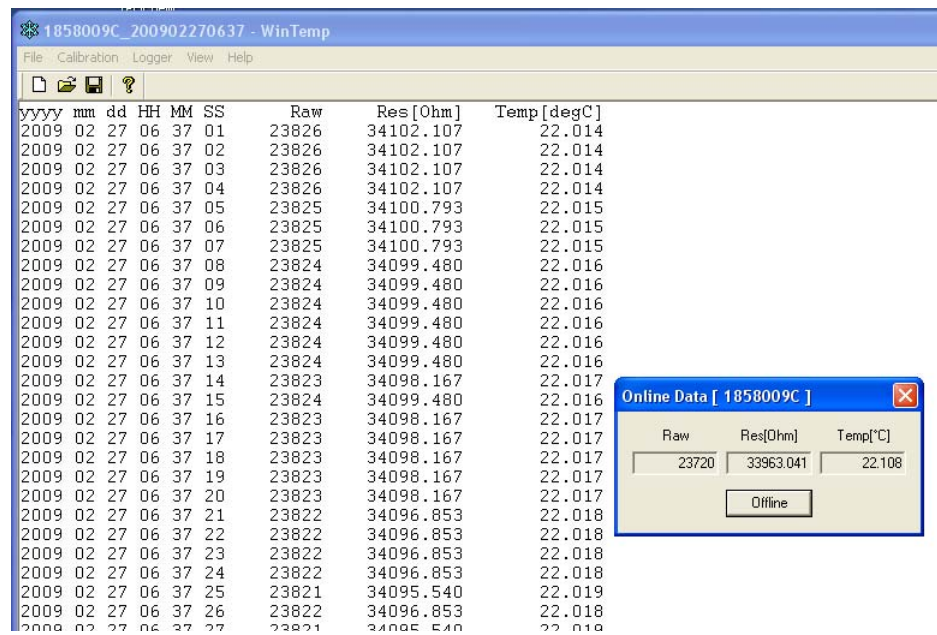 1858009C_200902270637 - WinTemp
File Calibration Logger View Help
yyyy mm dd HH MM SS Raw Res[Ohm] Temp[degC]
2009 02 27 06 37 01 23826 34102.107 22.014
2009 02 27 06 37 02 23826 34102.107 22.014
2009 02 27 06 37 03 23826 34102.107 22.014
2009 02 27 06 37 04 23826 34102.107 22.014
2009 02 27 06 37 05 23825 34100.793 22.015
2009 02 27 06 37 06 23825 34100.793 22.015
2009 02 27 06 37 07 23825 34100.793 22.015
2009 02 27 06 37 08 23824 34099.480 22.016
2009 02 27 06 37 09 23824 34099.480 22.016
2009 02 27 06 37 10 23824 34099.480 22.016
2009 02 27 06 37 11 23824 34099.480 22.016
2009 02 27 06 37 12 23824 34099.480 22.016
2009 02 27 06 37 13 23824 34099.480 22.016
2009 02 27 06 37 14 23823 34098.167 22.017
2009 02 27 06 37 15 23824 34099.480 22.016
2009 02 27 06 37 16 23823 34098.167 22.017
2009 02 27 06 37 17 23823 34098.167 22.017
2009 02 27 06 37 18 23823 34098.167 22.017
2009 02 27 06 37 19 23823 34098.167 22.017
2009 02 27 06 37 20 23823 34098.167 22.017
2009 02 27 06 37 21 23822 34096.853 22.018
2009 02 27 06 37 22 23822 34096.853 22.018
2009 02 27 06 37 23 23822 34096.853 22.018
2009 02 27 06 37 24 23822 34096.853 22.018
2009 02 27 06 37 25 23821 34095.540 22.019
2009 02 27 06 37 26 23822 34096.853 22.018
2009 02 27 06 37 27 23821 34095.540 22.019
Online Data [ 1858009C ]
Raw Res[Ohm] Temp[°C]
23720 33963.041 22.108
Offline